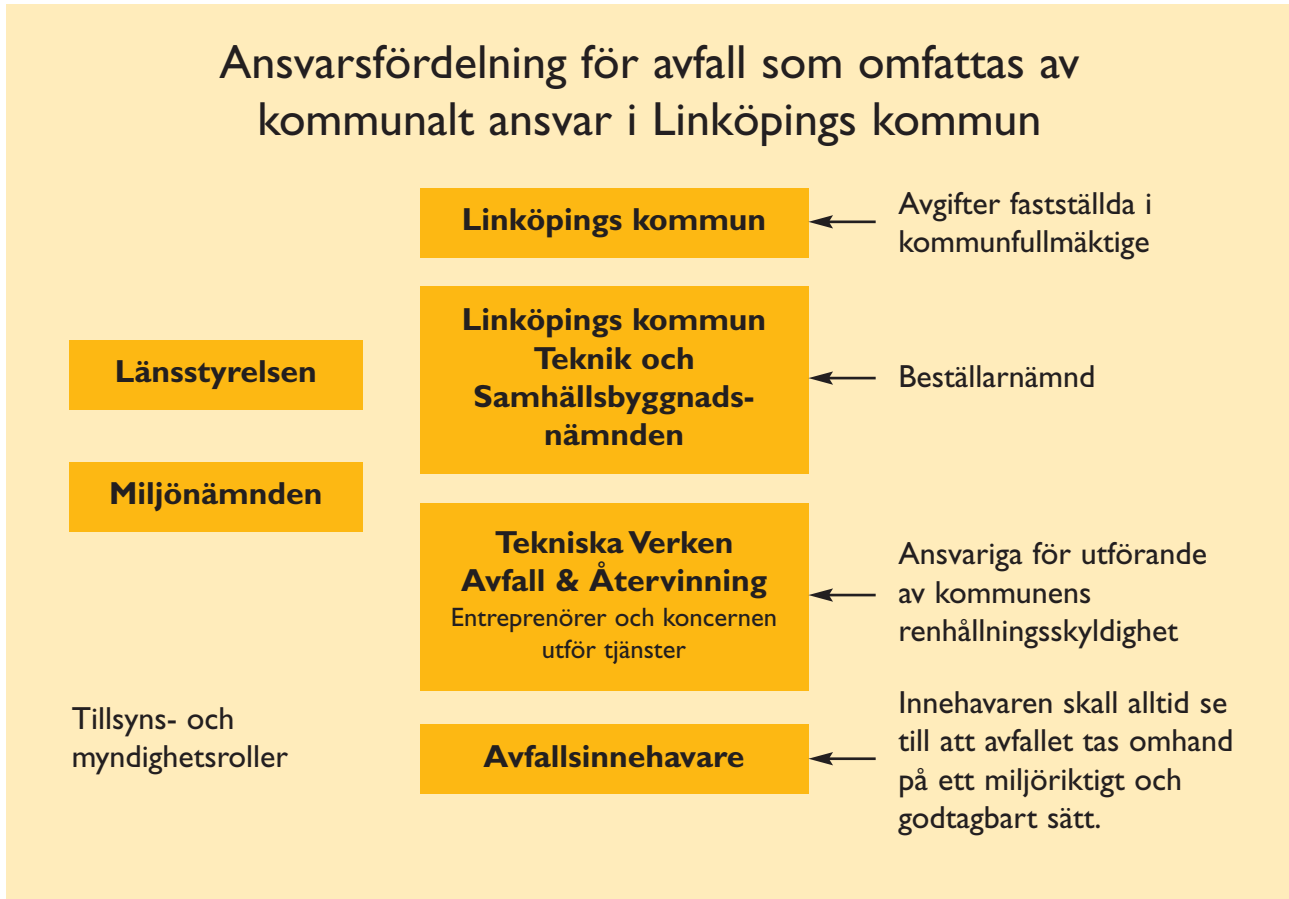 Ansvarsfördelning för avfall som omfattas av
kommunalt ansvar i Linköpings kommun
Linköpings kommun
Avgifter fastställda i
kommunfullmäktige
Länsstyrelsen
Miljönämnden
Tillsyns- och
myndighetsroller
Linköpings kommun
Teknik och
Samhällsbyggnads-
nämnden
Beställarnämnd
Tekniska Verken
Avfall & Återvinning
Entreprenörer och koncernen
utför tjänster
Ansvariga för utförande
av kommunens
renhållningsskyldighet
Avfallsinnehavare
Innehavaren skall alltid se
till att avfallet tas omhand
på ett miljöriktigt och
godtagbart sätt.